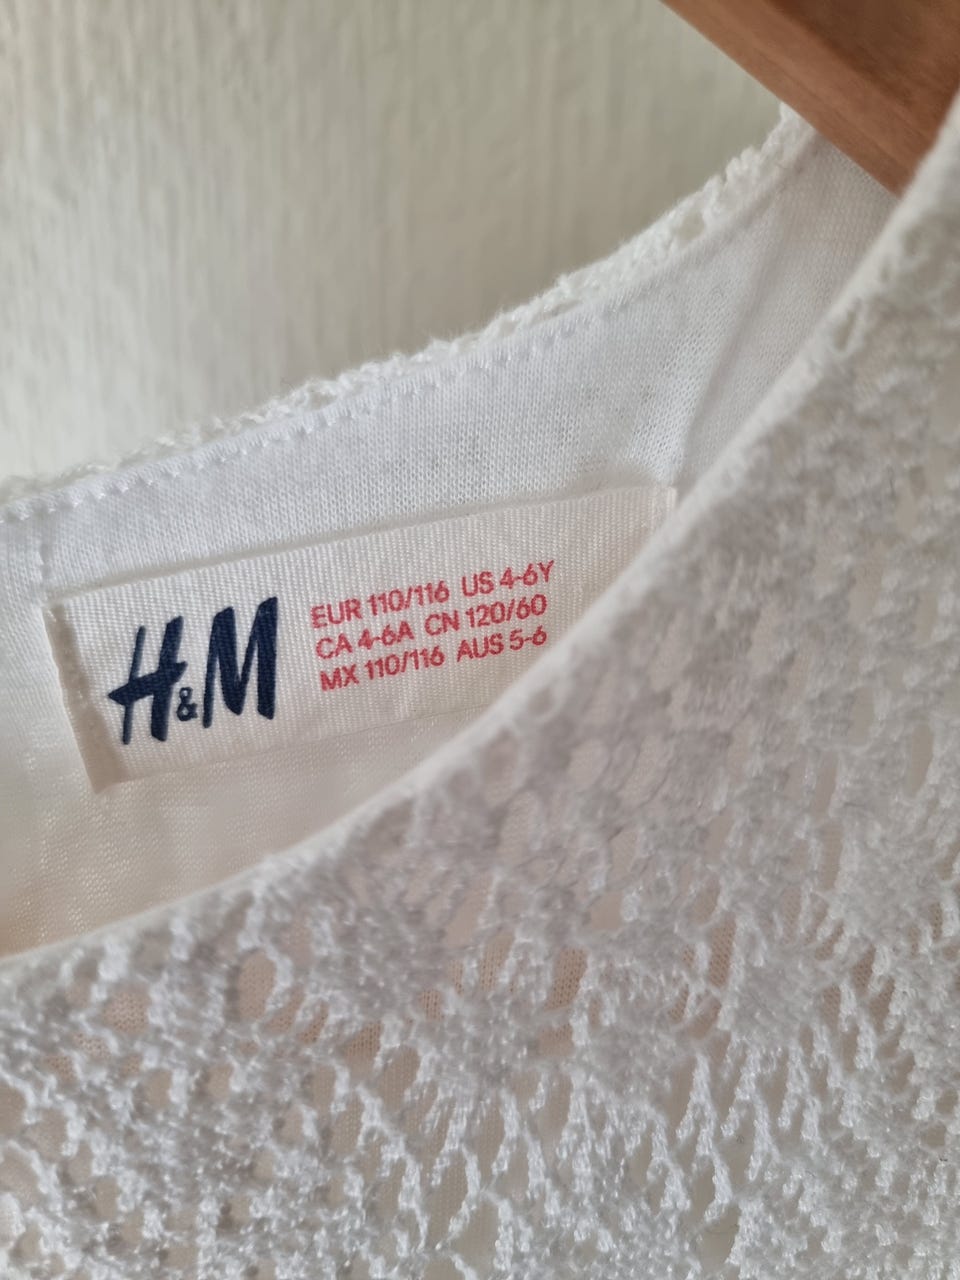 H&M
EUR 110/116 US 4-6Y
CA 4-6A CN 120/60
MX 110/116 AUS 5-6